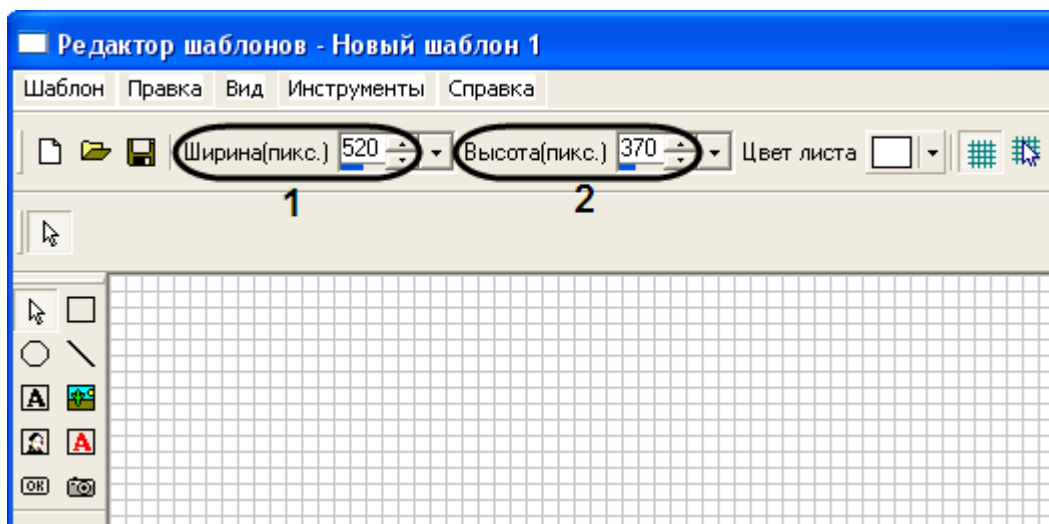 Редактор шаблонов - Новый шаблон 1
Шаблон Правка Вид Инструменты Справка
Ширина(пикс.) 520 Высота(пикс.) 370 Цвет листа
1 2
A
A
OK